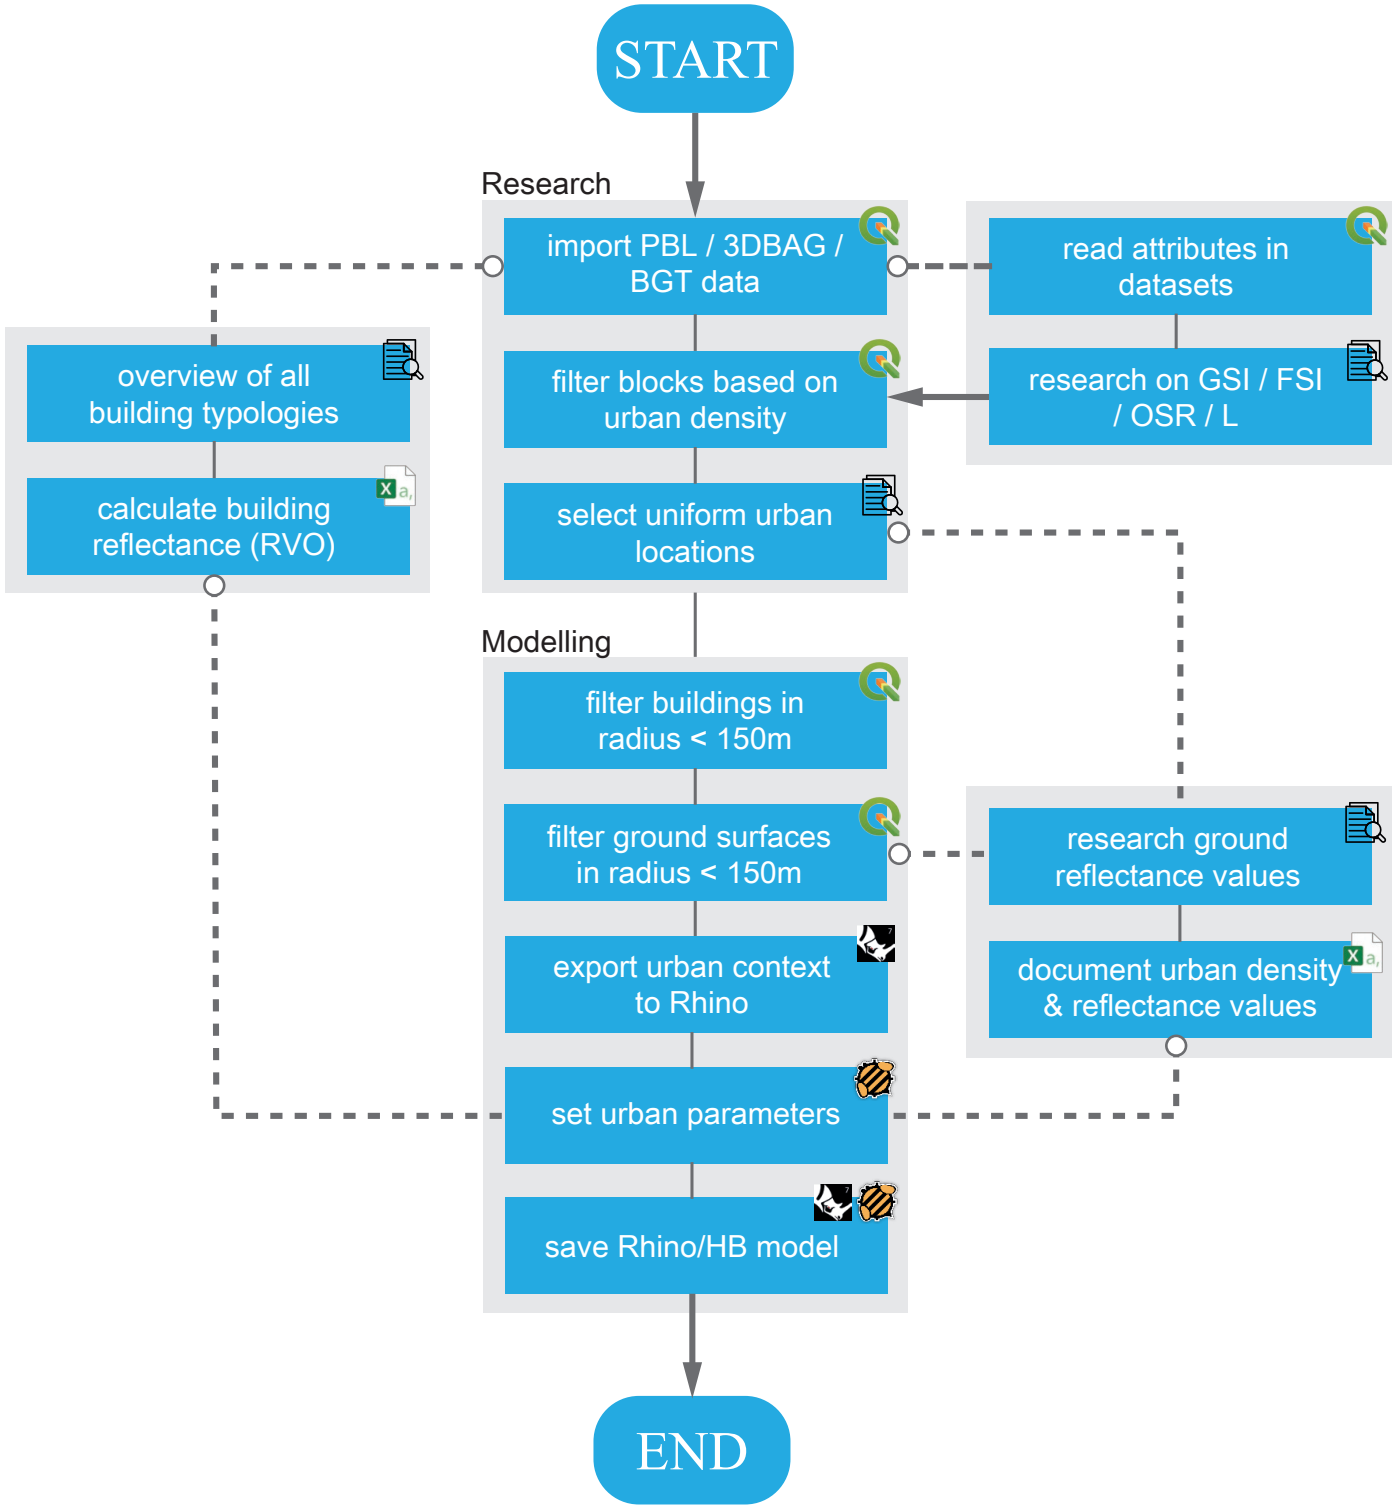 START
Research
import PBL / 3DBAG /
BGT data
read attributes in
datasets
overview of all
building typologies
filter blocks based on
urban density
research on GSI / FSI
/ OSR / L
calculate building
reflectance (RVO)
X a,
select uniform urban
locations
Modelling
filter buildings in
radius < 150m
filter ground surfaces
in radius < 150m
research ground
reflectance values
export urban context
to Rhino
7
document urban density
& reflectance values
X a,
set urban parameters
save Rhino/HB model
7
END